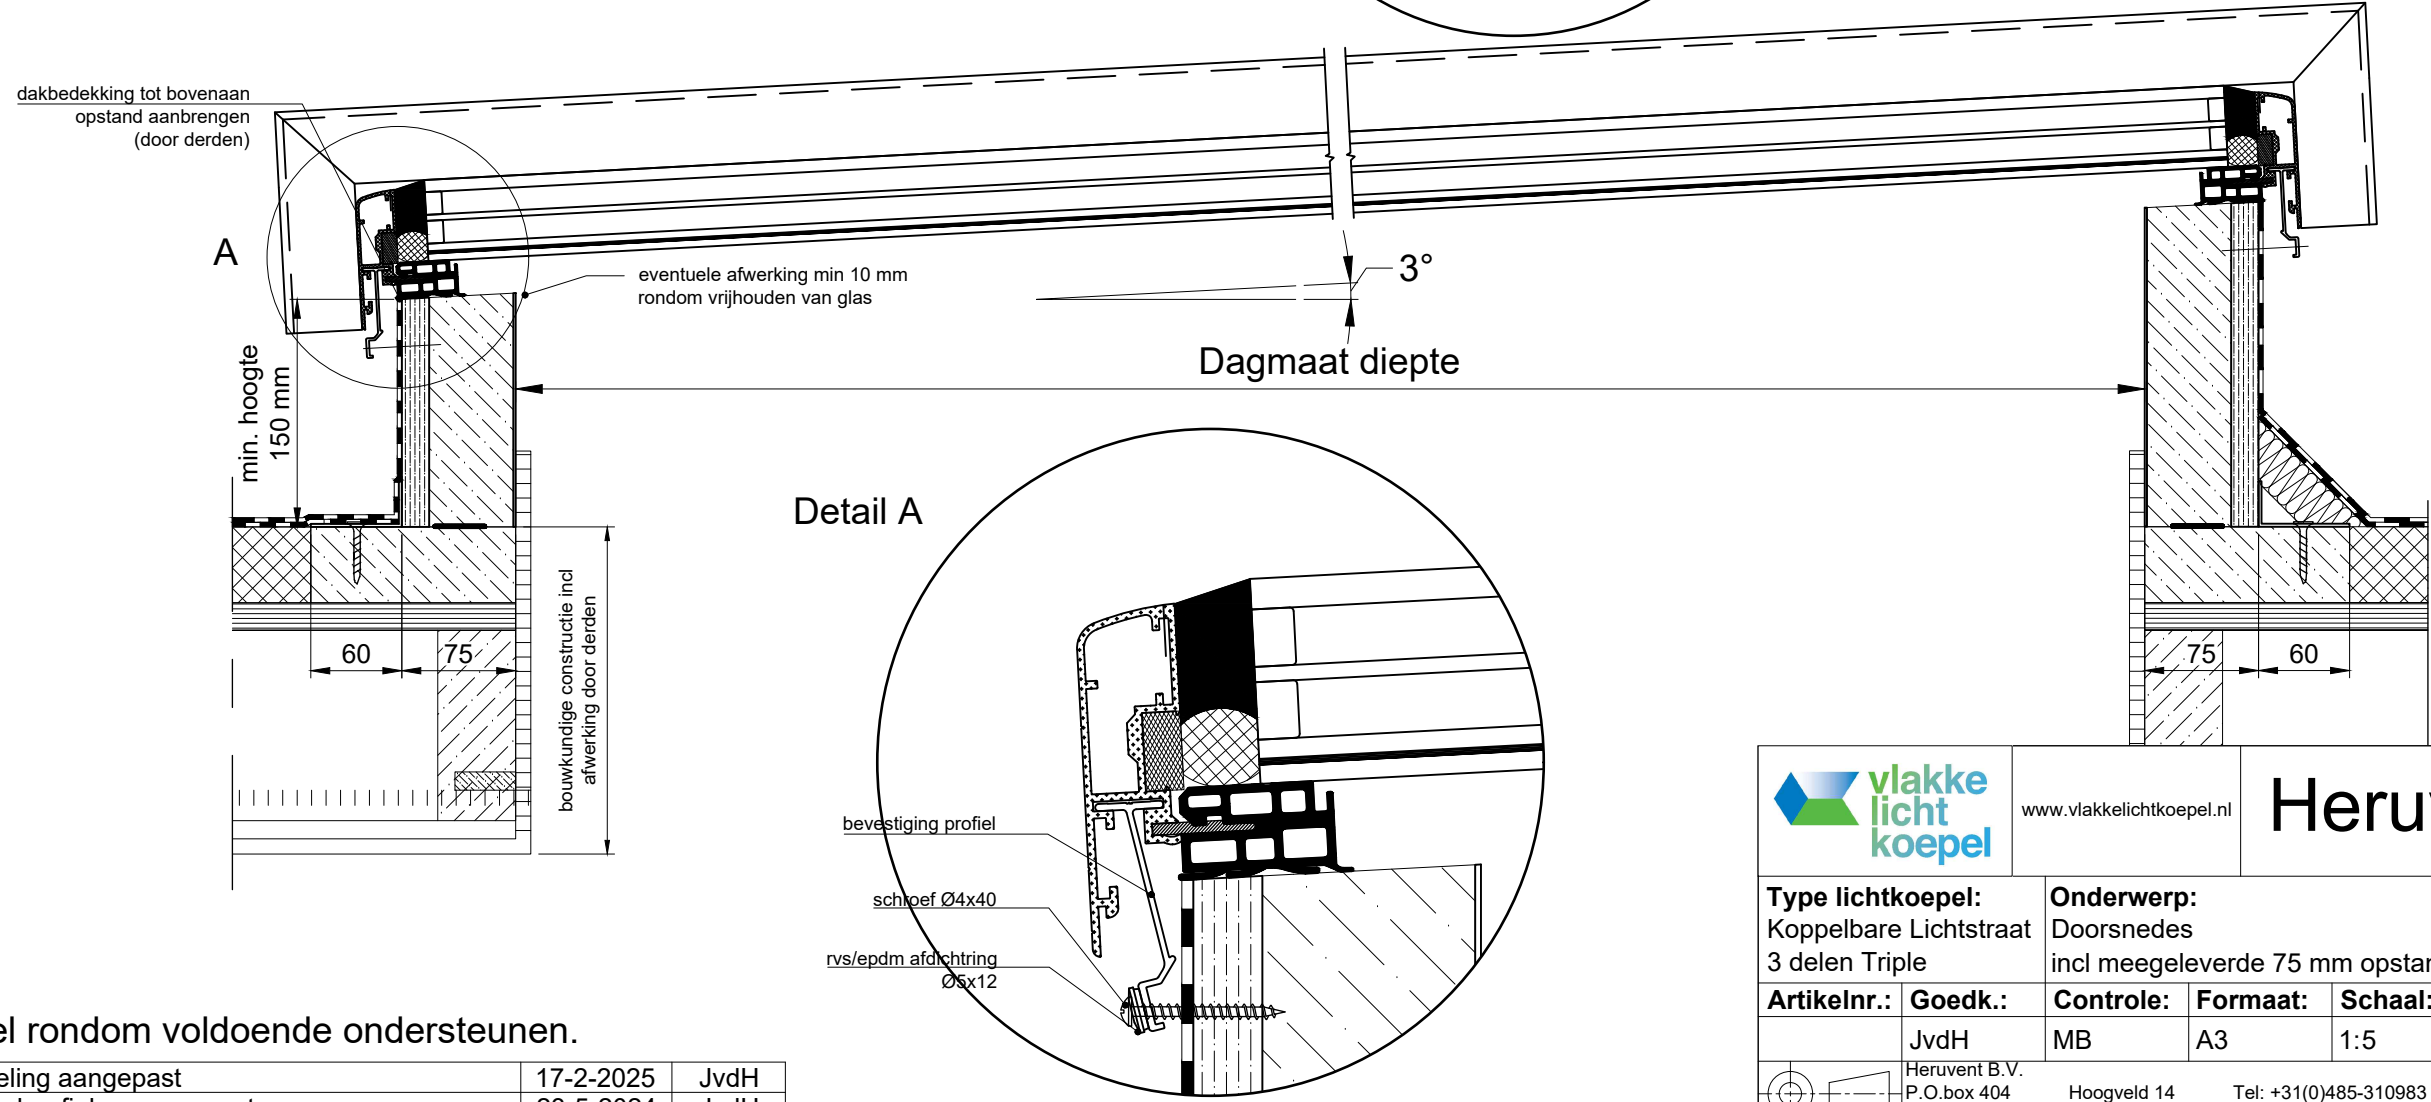 dakbedekking tot bovenaan
opstand aanbrengen
(door derden)
A
eventuele afwerking min 10 mm
rondom vrijhouden van glas
3°
Dagmaat diepte
min. hoogte
150 mm
Detail A
60
75
bouwkundige constructie incl
afwerking door derden
75
60
bevestiging profiel
schroef Ø4x40
rvs/epdm afdichtring
Ø5x12
el rondom voldoende ondersteunen.
eling aangepast
17-2-2025
JvdH
vlakke
licht
koepel
www.vlakkelichtkoepel.nl
Heruv
Type lichtkoepel:
Koppelbare Lichtstraat
3 delen Triple
Onderwerp:
Doorsnedes
incl meegeleverde 75 mm opstan
Artikelnr.:
Goedk.:
Controle:
Formaat:
Schaal:
JvdH
MB
A3
1:5
Heruvent B.V.
P.O.box 404
Hoogveld 14
Tel: +31(0)485-310983